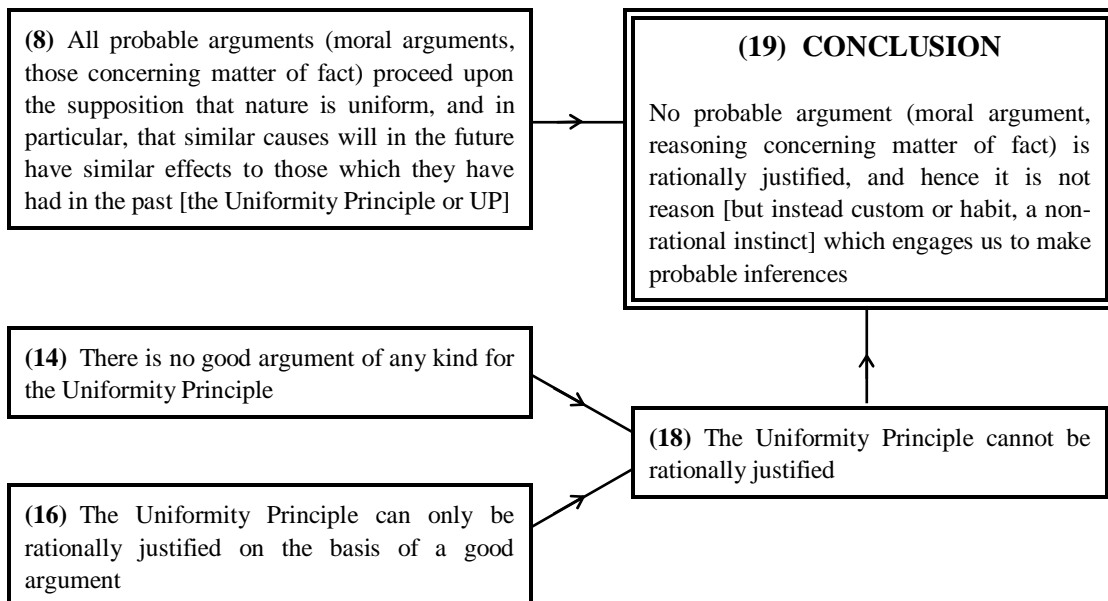 (8) All probable arguments (moral arguments,
those concerning matter of fact) proceed upon
the supposition that nature is uniform, and in
particular, that similar causes will in the future
have similar effects to those which they have
had in the past [the Uniformity Principle or UP]
(19) CONCLUSION
No probable argument (moral argument,
reasoning concerning matter of fact) is
rationally justified, and hence it is not
reason [but instead custom or habit, a non-
rational instinct] which engages us to make
probable inferences
(14) There is no good argument of any kind for
the Uniformity Principle
(18) The Uniformity Principle cannot be
rationally justified
(16) The Uniformity Principle can only be
rationally justified on the basis of a good
argument